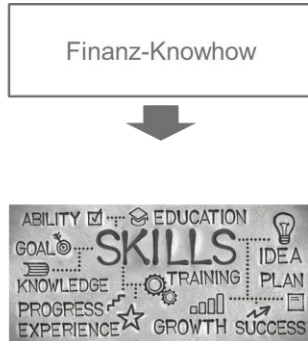 Finanz-Knowhow
ABILITY EDUCATION
GOAL SKILLS IDEA
KNOWLEDGE TRAINING PLAN
PROGRESS
EXPERIENCE GROWTH SUCCESS